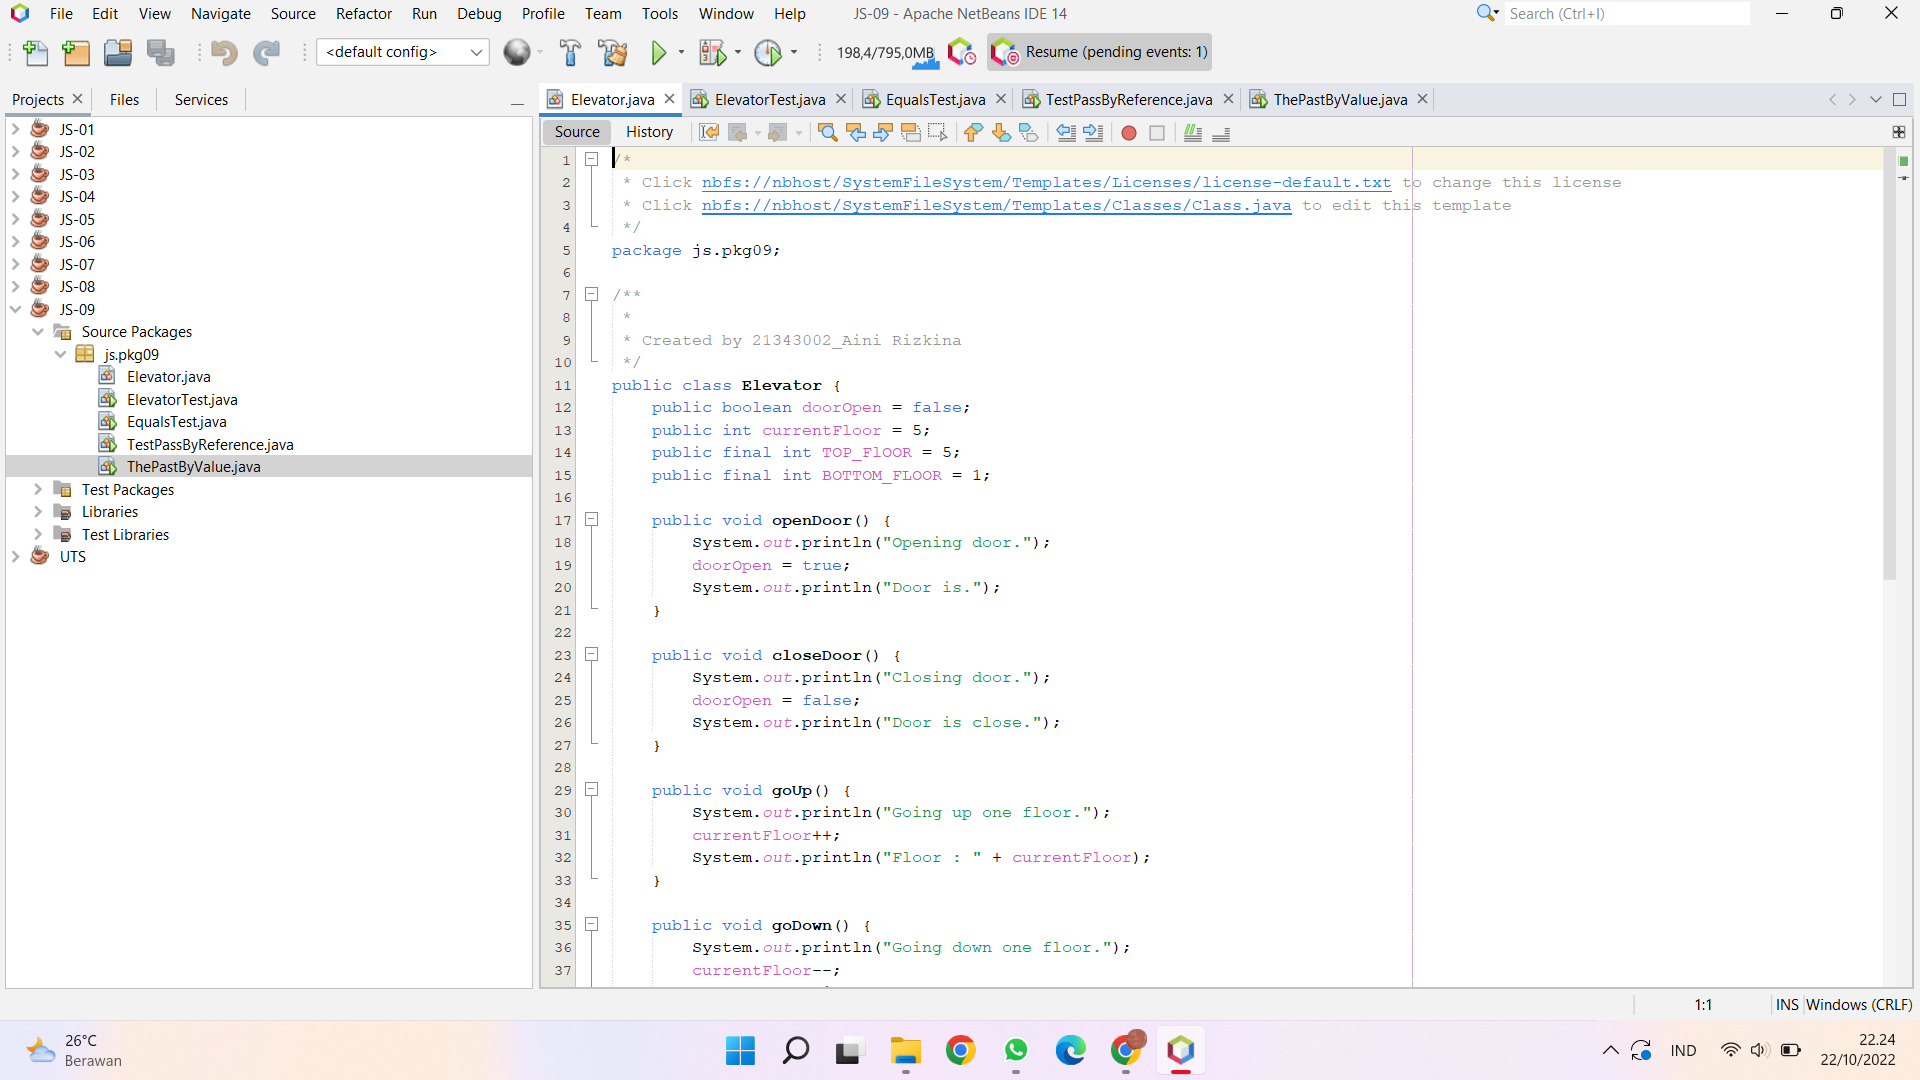 File Edit View Navigate Source Refactor Run Debug Profile Team Tools Window Help JS-09 - Apache NetBeans IDE 14 Search (Ctrl+I)
<default config> 198,4/795,0MB Resume (pending events: 1)
Projects Files Services
JS-01
JS-02
JS-03
JS-04
JS-05
JS-06
JS-07
JS-08
JS-09
Source Packages
js.pkg09
Elevator.java
ElevatorTest.java
EqualsTest.java
TestPassByReference.java
ThePastByValue.java
Test Packages
Libraries
Test Libraries
UTS
Elevator.java ElevatorTest.java EqualsTest.java TestPassByReference.java ThePastByValue.java
Source History
1 /*
2 * Click nbfs://nbhost/SystemFileSystem/Templates/Licenses/license-default.txt to change this license
3 * Click nbfs://nbhost/SystemFileSystem/Templates/Classes/Class.java to edit this template
4 */
5 package js.pkg09;
6
7 /**
8 *
9 * Created by 21343002_Aini Rizkina
10 */
11 public class Elevator {
12 public boolean doorOpen = false;
13 public int currentFloor = 5;
14 public final int TOP_FlOOR = 5;
15 public final int BOTTOM_FLOOR = 1;
16
17 public void openDoor() {
18 System.out.println("Opening door.");
19 doorOpen = true;
20 System.out.println("Door is.");
21 }
22
23 public void closeDoor() {
24 System.out.println("Closing door.");
25 doorOpen = false;
26 System.out.println("Door is close.");
27 }
28
29 public void goUp() {
30 System.out.println("Going up one floor.");
31 currentFloor++;
32 System.out.println("Floor : " + currentFloor);
33 }
34
35 public void goDown() {
36 System.out.println("Going down one floor.");
37 currentFloor--;
1:1 INS Windows (CRLF)
26°C
Berawan
IND
22.24
22/10/2022